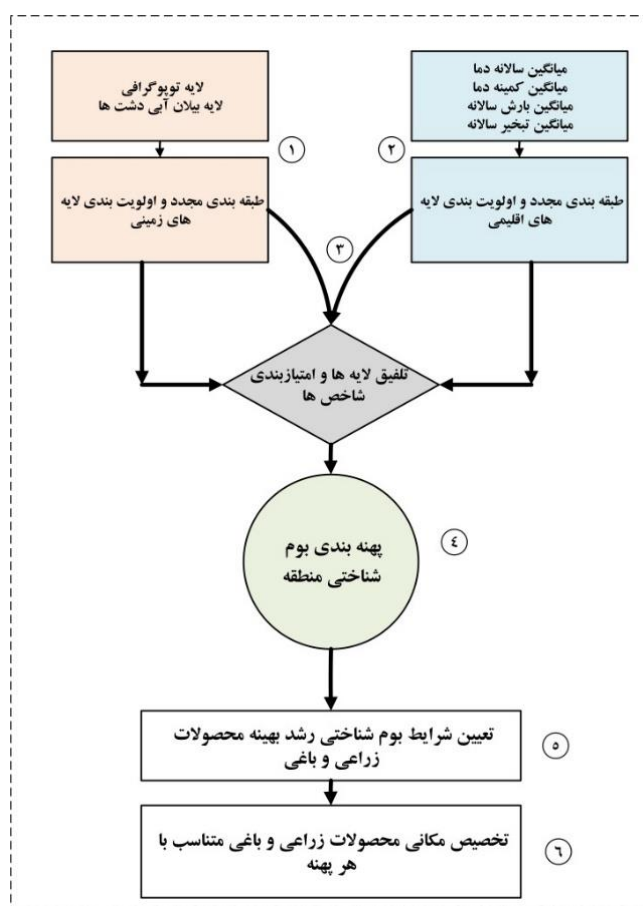 لایه توپوگرافی
لایه بیلان آبی دشت ها
میانگین سالانه دما
میانگین کمینه دما
میانگین بارش سالانه
میانگین تبخیر سالانه
۱
۲
طبقه بندی مجدد و اولویت بندی لایه
های زمینی
طبقه بندی مجدد و اولویت بندی لایه
های اقلیمی
۳
تلفیق لایه ها و امتیازبندی
شاخص ها
پهنه بندی بوم
شناختی منطقه
٤
تعیین شرایط بوم شناختی رشد بهینه محصولات
زراعی و باغی
٥
تخصیص مکانی محصولات زراعی و باغی متناسب با
هر پهنه
٦